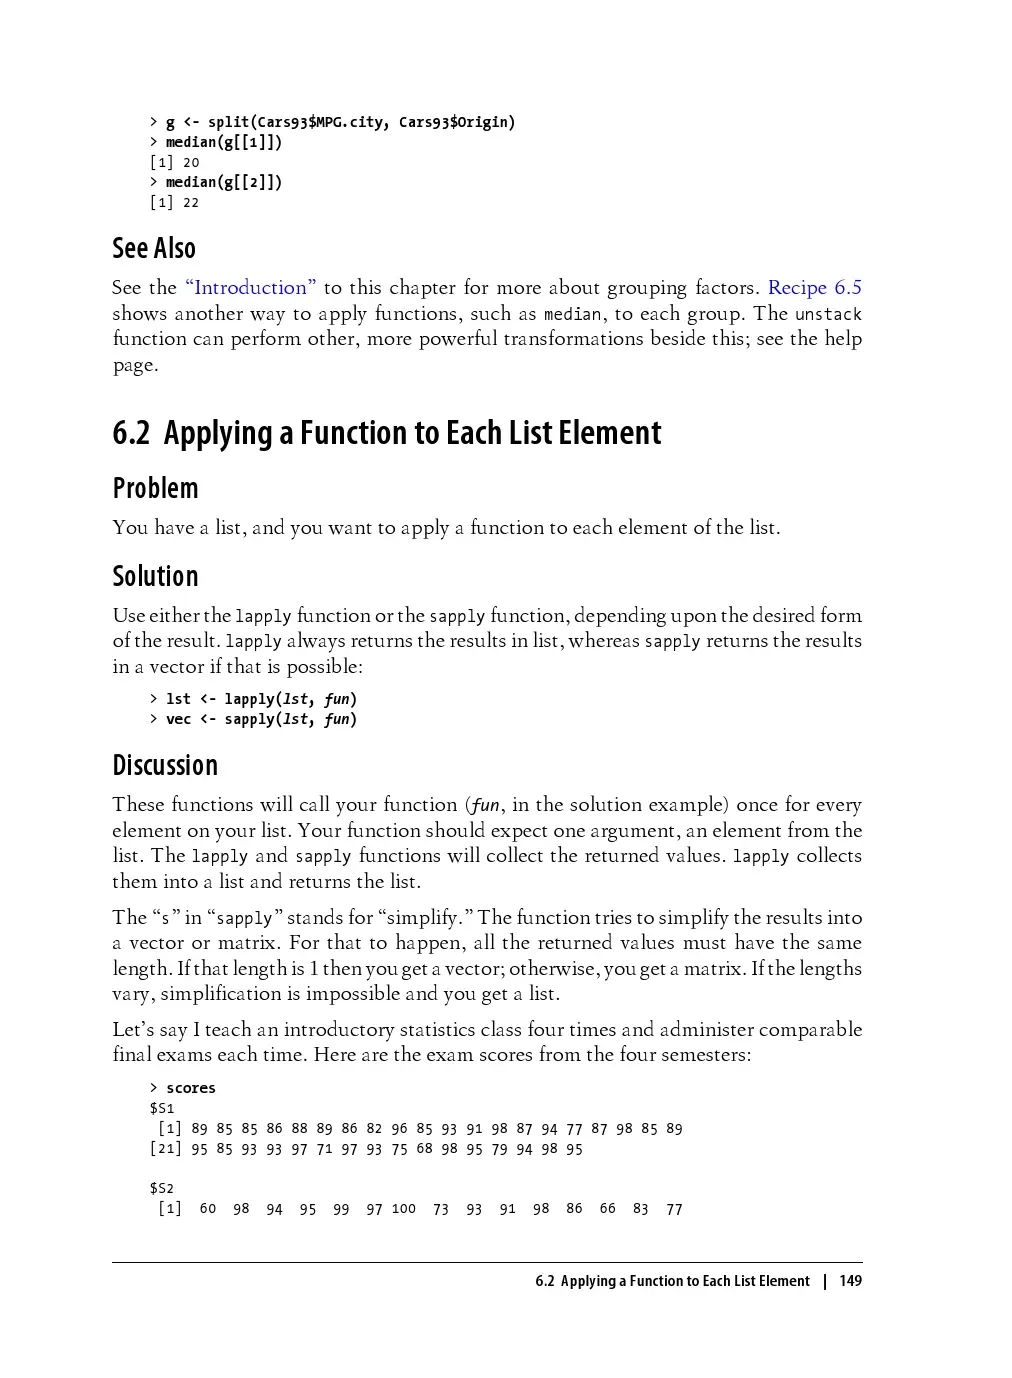 > g <- split(Cars93$MPG.city, Cars93$Origin)
> median(g[[1]])
[1] 20
> median(g[[2]])
[1] 22
See Also
See the “Introduction” to this chapter for more about grouping factors. Recipe 6.5
shows another way to apply functions, such as median, to each group. The unstack
function can perform other, more powerful transformations beside this; see the help
page.
6.2 Applying a Function to Each List Element
Problem
You have a list, and you want to apply a function to each element of the list.
Solution
Use either the lapply function or the sapply function, depending upon the desired form
of the result. lapply always returns the results in list, whereas sapply returns the results
in a vector if that is possible:
> lst <- lapply(lst, fun)
> vec <- sapply(lst, fun)
Discussion
These functions will call your function (fun, in the solution example) once for every
element on your list. Your function should expect one argument, an element from the
list. The lapply and sapply functions will collect the returned values. lapply collects
them into a list and returns the list.
The “s” in “sapply” stands for “simplify.” The function tries to simplify the results into
a vector or matrix. For that to happen, all the returned values must have the same
length. If that length is 1 then you get a vector; otherwise, you get a matrix. If the lengths
vary, simplification is impossible and you get a list.
Let’s say I teach an introductory statistics class four times and administer comparable
final exams each time. Here are the exam scores from the four semesters:
> scores
$S1
[1] 89 85 85 86 88 89 86 82 96 85 93 91 98 87 94 77 87 98 85 89
[21] 95 85 93 93 97 71 97 93 75 68 98 95 79 94 98 95
$S2
[1] 60 98 94 95 99 97 100 73 93 91 98 86 66 83 77
6.2 Applying a Function to Each List Element | 149